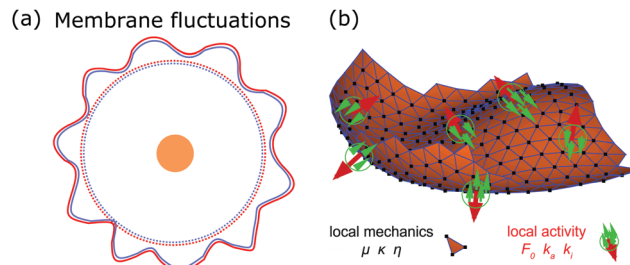 (a) Membrane fluctuations
(b)
local mechanics
μ κ η
local activity
F₀ kₐ kᵢ